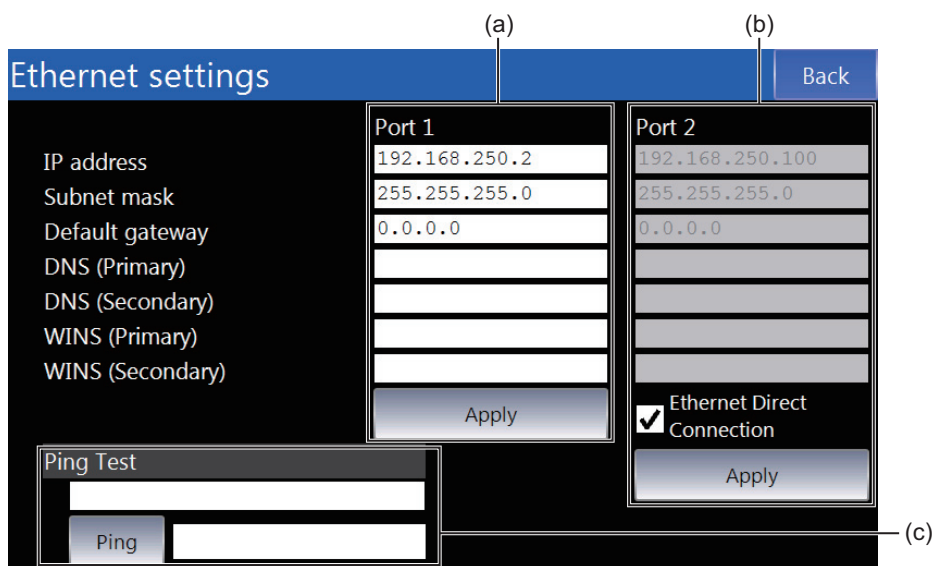 (a)
(b)
Ethernet settings
Back
Port 1
Port 2
IP address
192.168.250.2
192.168.250.100
Subnet mask
255.255.255.0
255.255.255.0
Default gateway
0.0.0.0
0.0.0.0
DNS (Primary)
DNS (Secondary)
WINS (Primary)
WINS (Secondary)
Apply
Ethernet Direct
Connection
Apply
Ping Test
Ping
(c)